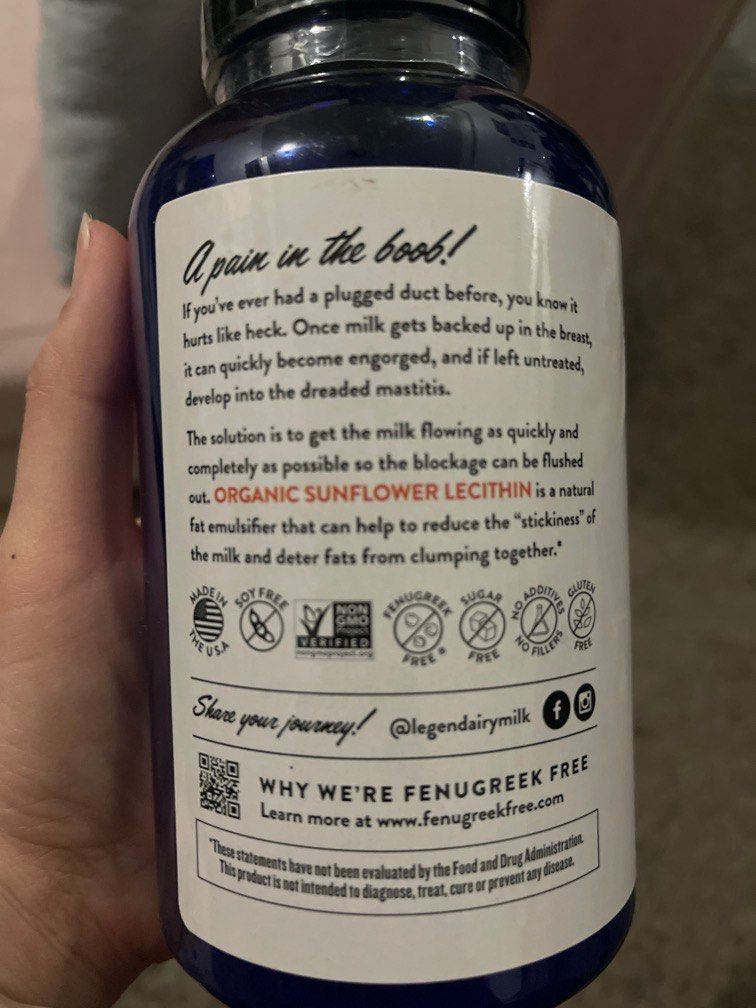 A pain in the boob!
If you've ever had a plugged duct before, you know it
hurts like heck. Once milk gets backed up in the breast,
it can quickly become engorged, and if left untreated,
develop into the dreaded mastitis.
The solution is to get the milk flowing as quickly and
completely as possible so the blockage can be flushed
out. ORGANIC SUNFLOWER LECITHIN is a natural
fat emulsifier that can help to reduce the "stickiness" of
the milk and deter fats from clumping together.*
MADE IN THE U.S.A
SOY FREE
NON GMO Project VERIFIED
nongmoproject.org
FENUGREEK FREE®
SUGAR FREE
NO ADDITIVES NO FILLERS
GLUTEN FREE
Share your journey! @legendairymilk f
WHY WE'RE FENUGREEK FREE
Learn more at www.fenugreekfree.com
*These statements have not been evaluated by the Food and Drug Administration.
This product is not intended to diagnose, treat, cure or prevent any disease.